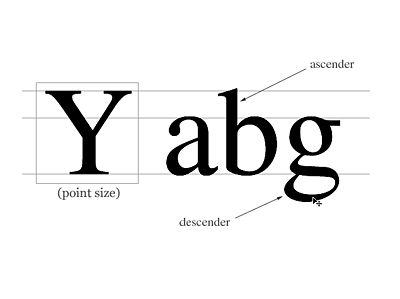 ascender
Y abg
(point size)
descender